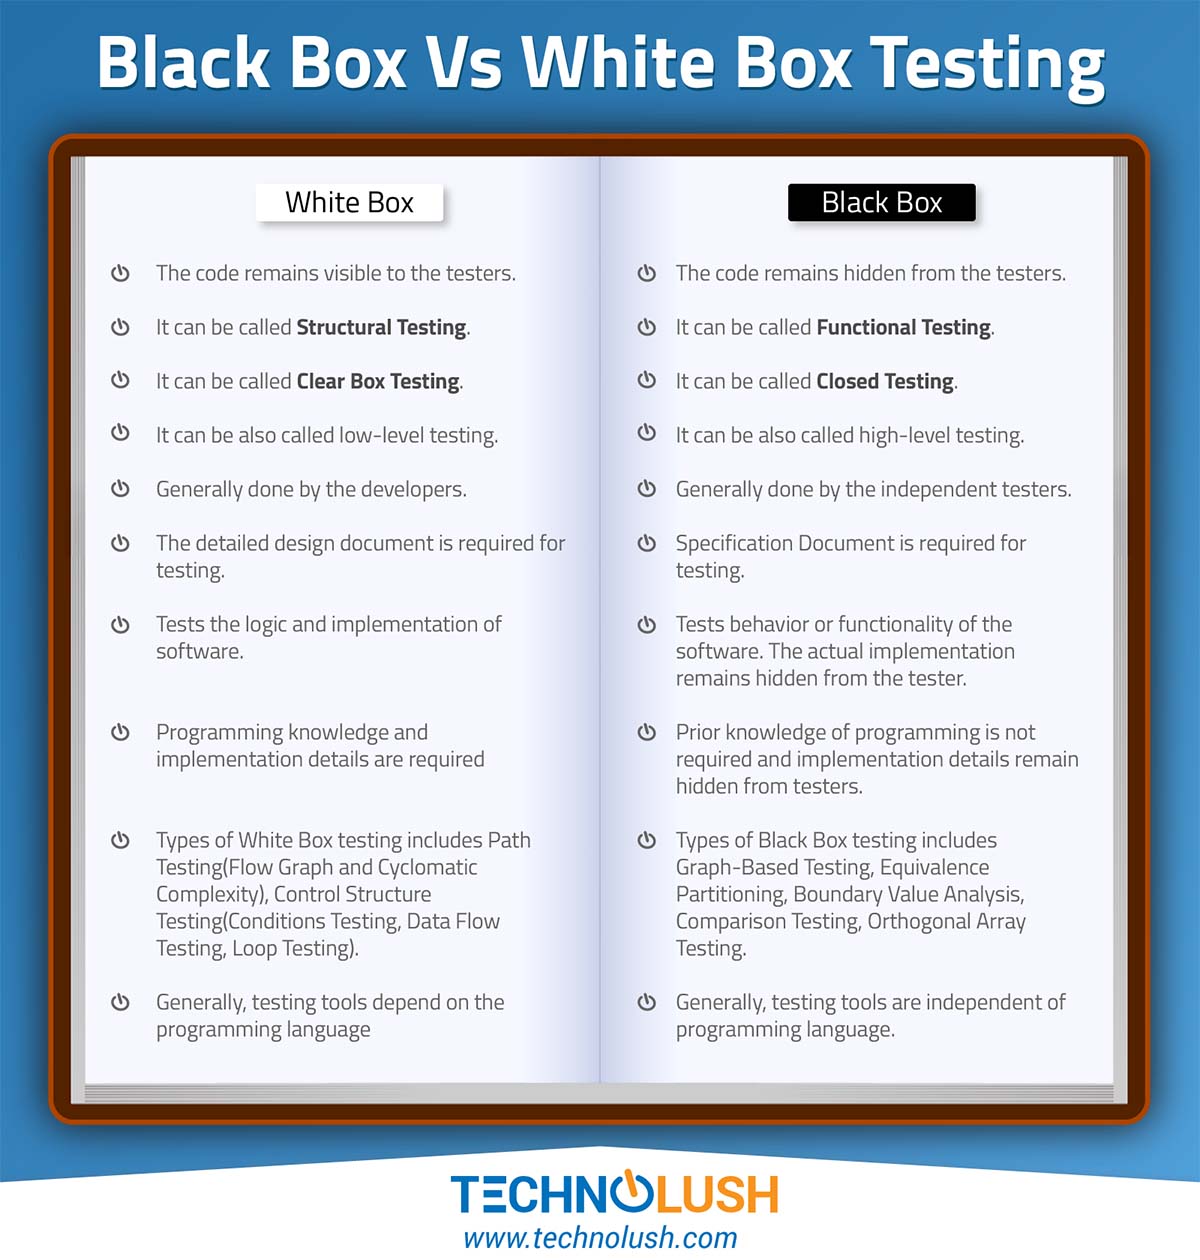 Black Box Vs White Box Testing
White Box
The code remains visible to the testers.
It can be called Structural Testing.
It can be called Clear Box Testing.
It can be also called low-level testing.
Generally done by the developers.
The detailed design document is required for
testing.
Tests the logic and implementation of
software.
Programming knowledge and
implementation details are required
Types of White Box testing includes Path
Testing(Flow Graph and Cyclomatic
Complexity), Control Structure
Testing(Conditions Testing, Data Flow
Testing, Loop Testing).
Generally, testing tools depend on the
programming language
Black Box
The code remains hidden from the testers.
It can be called Functional Testing.
It can be called Closed Testing.
It can be also called high-level testing.
Generally done by the independent testers.
Specification Document is required for
testing.
Tests behavior or functionality of the
software. The actual implementation
remains hidden from the tester.
Prior knowledge of programming is not
required and implementation details remain
hidden from testers.
Types of Black Box testing includes
Graph-Based Testing, Equivalence
Partitioning, Boundary Value Analysis,
Comparison Testing, Orthogonal Array
Testing.
Generally, testing tools are independent of
programming language.
TECHNOLUSH
www.technolush.com